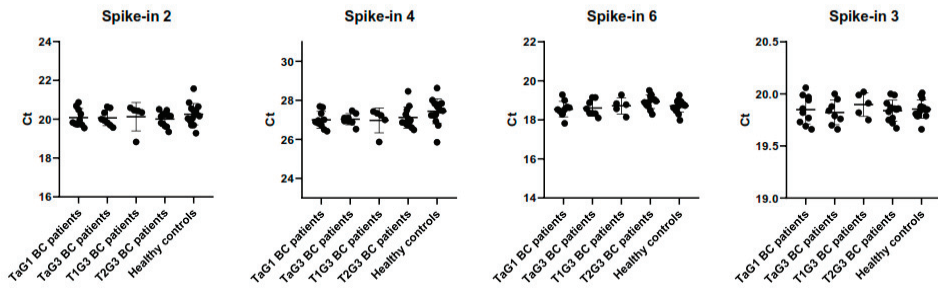 Spike-in 2
24
22
20
18
16
Ct
TaG1 BC patients
TaG3 BC patients
T1G3 BC patients
T2G3 BC patients
Healthy controls
Spike-in 4
30
28
26
24
Ct
TaG1 BC patients
TaG3 BC patients
T1G3 BC patients
T2G3 BC patients
Healthy controls
Spike-in 6
22
20
18
16
14
Ct
TaG1 BC patients
TaG3 BC patients
T1G3 BC patients
T2G3 BC patients
Healthy controls
Spike-in 3
20.5
20.0
19.5
19.0
Ct
TaG1 BC patients
TaG3 BC patients
T1G3 BC patients
T2G3 BC patients
Healthy controls